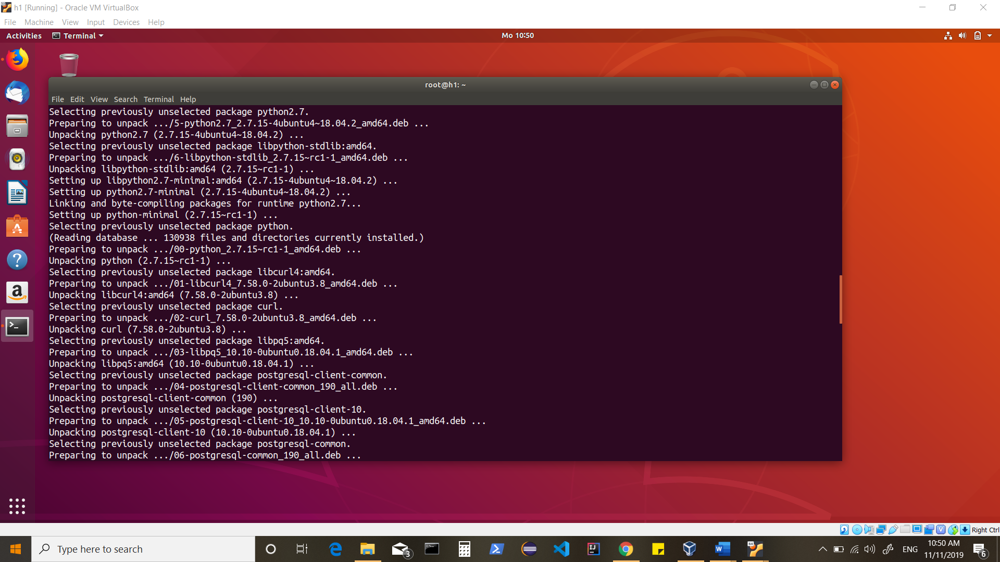 h1 [Running] - Oracle VM VirtualBox
File Machine View Input Devices Help
Activities Terminal Mo 10:50
root@h1: ~
File Edit View Search Terminal Help
Selecting previously unselected package python2.7.
Preparing to unpack .../5-python2.7_2.7.15-4ubuntu4~18.04.2_amd64.deb ...
Unpacking python2.7 (2.7.15-4ubuntu4~18.04.2) ...
Selecting previously unselected package libpython-stdlib:amd64.
Preparing to unpack .../6-libpython-stdlib_2.7.15~rc1-1_amd64.deb ...
Unpacking libpython-stdlib:amd64 (2.7.15~rc1-1) ...
Setting up libpython2.7-minimal:amd64 (2.7.15-4ubuntu4~18.04.2) ...
Setting up python2.7-minimal (2.7.15-4ubuntu4~18.04.2) ...
Linking and byte-compiling packages for runtime python2.7...
Setting up python-minimal (2.7.15~rc1-1) ...
Selecting previously unselected package python.
(Reading database ... 130938 files and directories currently installed.)
Preparing to unpack .../00-python_2.7.15~rc1-1_amd64.deb ...
Unpacking python (2.7.15~rc1-1) ...
Selecting previously unselected package libcurl4:amd64.
Preparing to unpack .../01-libcurl4_7.58.0-2ubuntu3.8_amd64.deb ...
Unpacking libcurl4:amd64 (7.58.0-2ubuntu3.8) ...
Selecting previously unselected package curl.
Preparing to unpack .../02-curl_7.58.0-2ubuntu3.8_amd64.deb ...
Unpacking curl (7.58.0-2ubuntu3.8) ...
Selecting previously unselected package libpq5:amd64.
Preparing to unpack .../03-libpq5_10.10-0ubuntu0.18.04.1_amd64.deb ...
Unpacking libpq5:amd64 (10.10-0ubuntu0.18.04.1) ...
Selecting previously unselected package postgresql-client-common.
Preparing to unpack .../04-postgresql-client-common_190_all.deb ...
Unpacking postgresql-client-common (190) ...
Selecting previously unselected package postgresql-client-10.
Preparing to unpack .../05-postgresql-client-10_10.10-0ubuntu0.18.04.1_amd64.deb ...
Unpacking postgresql-client-10 (10.10-0ubuntu0.18.04.1) ...
Selecting previously unselected package postgresql-common.
Preparing to unpack .../06-postgresql-common_190_all.deb ...
Right Ctrl
Type here to search
3
ENG
10:50 AM
11/11/2019
6